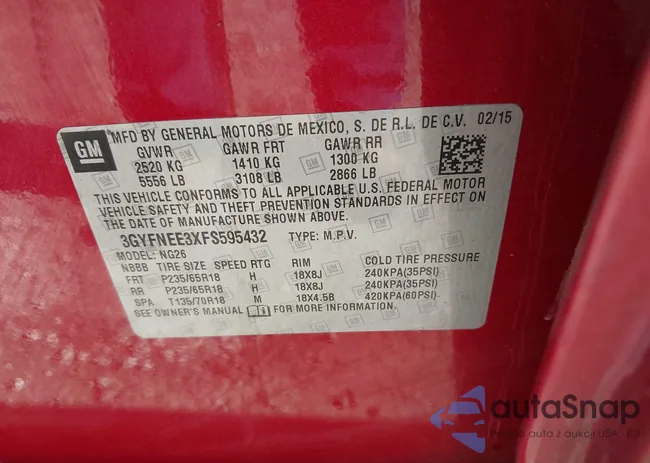 GM
MFD BY GENERAL MOTORS DE MEXICO, S. DE R.L. DE C.V. 02/15
GVWR GAWR FRT GAWR RR
2520 KG 1410 KG 1300 KG
5556 LB 3108 LB 2866 LB
THIS VEHICLE CONFORMS TO ALL APPLICABLE U.S. FEDERAL MOTOR
VEHICLE SAFETY AND THEFT PREVENTION STANDARDS IN EFFECT ON
THE DATE OF MANUFACTURE SHOWN ABOVE.
3GYFNEE3XFS595432 TYPE: M.P.V.
MODEL: NG26
NBBB TIRE SIZE SPEED RTG RIM COLD TIRE PRESSURE
FRT P235/65R18 H 18X8J 240KPA(35PSI)
RR P235/65R18 H 18X8J 240KPA(35PSI)
SPA T135/70R18 M 18X4.5B 420KPA(60PSI)
SEE OWNER'S MANUAL FOR MORE INFORMATION.
autaSnap
auta z aukcji USA